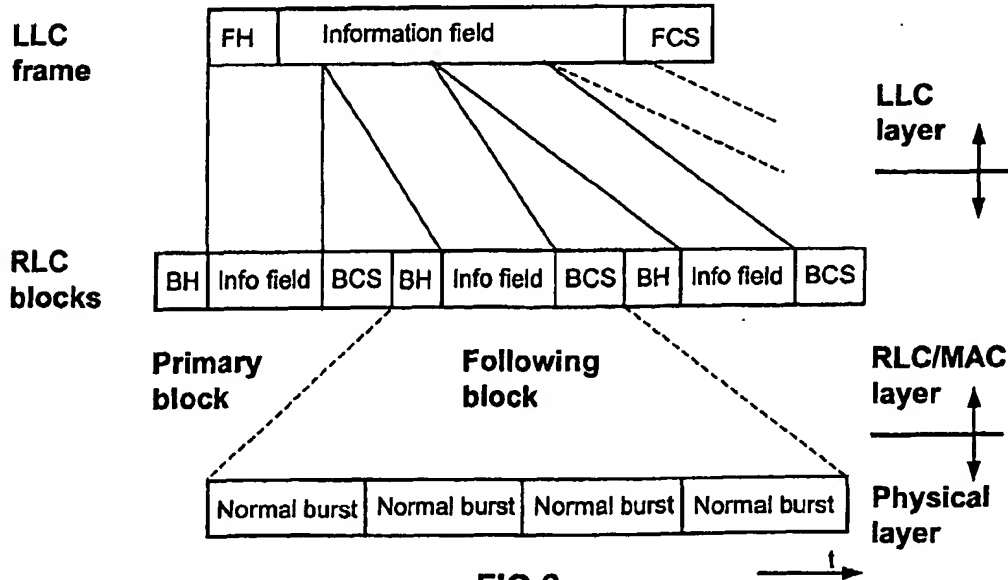 LLC
frame
FH
Information field
FCS
LLC
layer
RLC
blocks
BH
Info field
BCS
BH
Info field
BCS
BH
Info field
BCS
Primary
block
Following
block
RLC/MAC
layer
Normal burst
Normal burst
Normal burst
Normal burst
Physical
layer
t